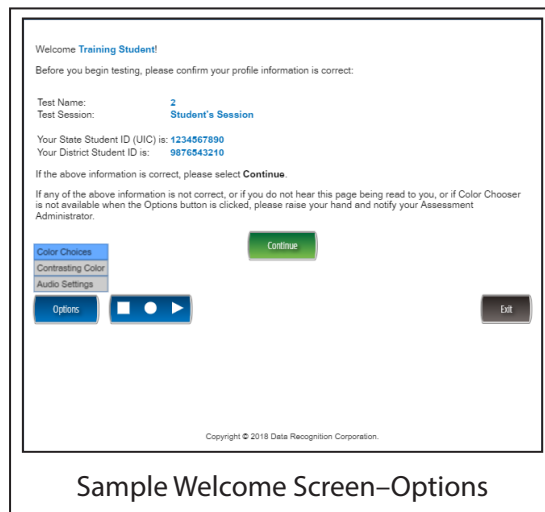 Welcome Training Student!
Before you begin testing, please confirm your profile information is correct:
Test Name: 2
Test Session: Student's Session
Your State Student ID (UIC) is: 1234567890
Your District Student ID is: 9876543210
If the above information is correct, please select Continue.
If any of the above information is not correct, or if you do not hear this page being read to you, or if Color Chooser
is not available when the Options button is clicked, please raise your hand and notify your Assessment
Administrator.
Continue
Color Choices
Contrasting Color
Audio Settings
Options
Exit
Copyright © 2018 Data Recognition Corporation.
Sample Welcome Screen–Options